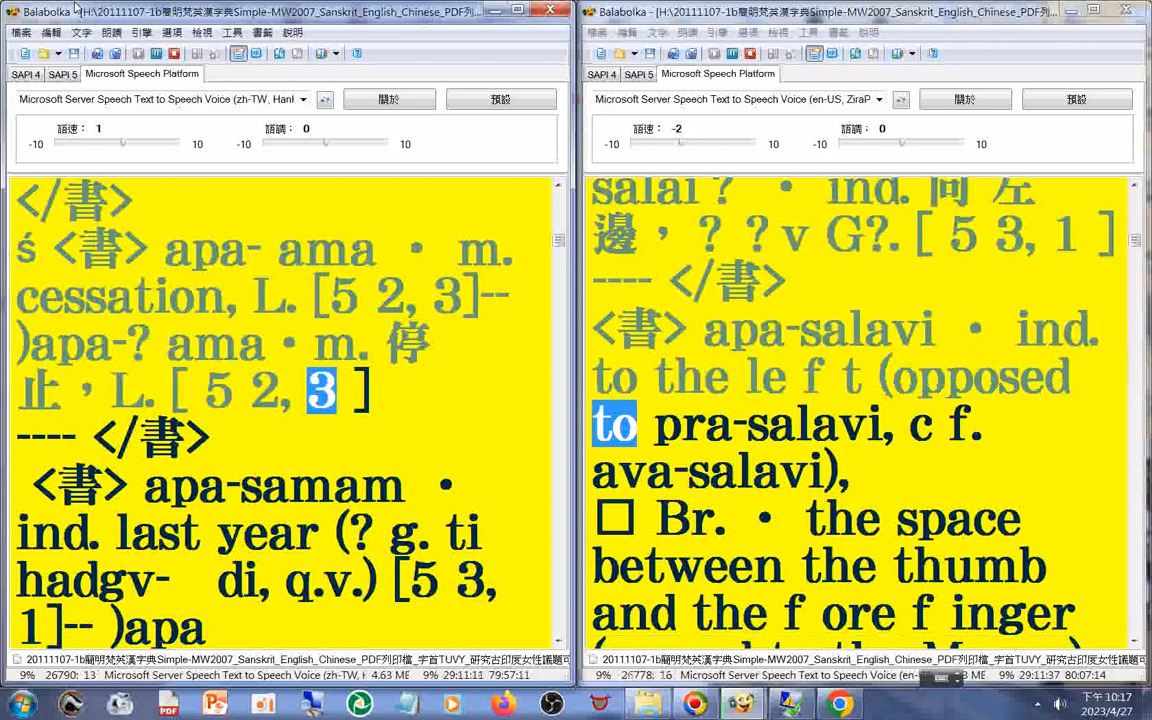 Balabolka - [H:\20111107-1b簡明梵英漢字典Simple-MW2007_Sanskrit_English_Chinese_PDF列...
檔案 編輯 文字 朗讀 引擎 選項 檢視 工具 書籤 說明
SAPI 4 SAPI 5 Microsoft Speech Platform
Microsoft Server Speech Text to Speech Voice (zh-TW, Han
關於 預設
語速: 1 語調: 0
-10 10 -10 10
</書>
ś <書> apa- ama • m.
cessation, L. [5 2, 3]--
)apa-? ama • m. 停
止，L. [ 5 2, 3 ]
---- </書>
<書> apa-samam •
ind. last year (? g. ti
hadgv- di, q.v.) [5 3,
1]-- )apa
20111107-1b簡明梵英漢字典Simple-MW2007_Sanskrit_English_Chinese_PDF列印檔_字首TUVY_研究古印度女性議題可
9% 26790: 13 Microsoft Server Speech Text to Speech Voice (zh-TW, H 4.63 ME 9% 29:11:11 79:57:11
Balabolka - [H:\20111107-1b簡明梵英漢字典Simple-MW2007_Sanskrit_English_Chinese_PDF列...
檔案 編輯 文字 朗讀 引擎 選項 檢視 工具 書籤 說明
SAPI 4 SAPI 5 Microsoft Speech Platform
Microsoft Server Speech Text to Speech Voice (en-US, ZiraP
關於 預設
語速: -2 語調: 0
-10 10 -10 10
salai ? • ind. 向 左
邊，? ? v G?. [ 5 3, 1 ]
---- </書>
<書> apa-salavi • ind.
to the le f t (opposed
to pra-salavi, c f.
ava-salavi),
□ Br. • the space
between the thumb
and the f ore f inger
20111107-1b簡明梵英漢字典Simple-MW2007_Sanskrit_English_Chinese_PDF列印檔_字首TUVY_研究古印度女性議題可
9% 26778: 16 Microsoft Server Speech Text to Speech Voice (en-US, Z 4.63 ME 9% 29:11:37 80:07:14
下午 10:17
2023/4/27